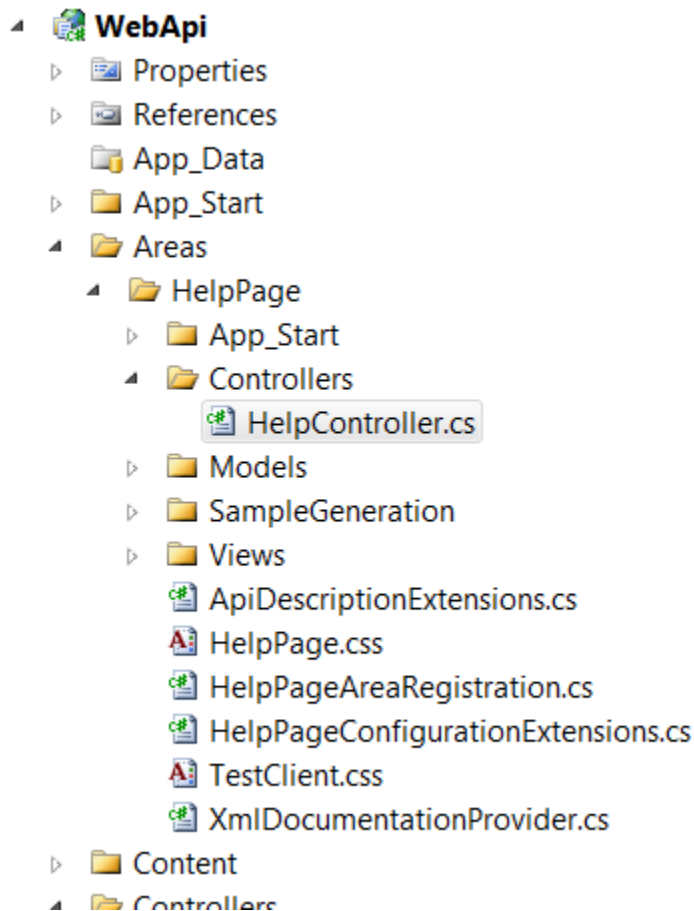 WebApi
Properties
References
App_Data
App_Start
Areas
HelpPage
App_Start
Controllers
HelpController.cs
Models
SampleGeneration
Views
ApiDescriptionExtensions.cs
HelpPage.css
HelpPageAreaRegistration.cs
HelpPageConfigurationExtensions.cs
TestClient.css
XmlDocumentationProvider.cs
Content
Controllers